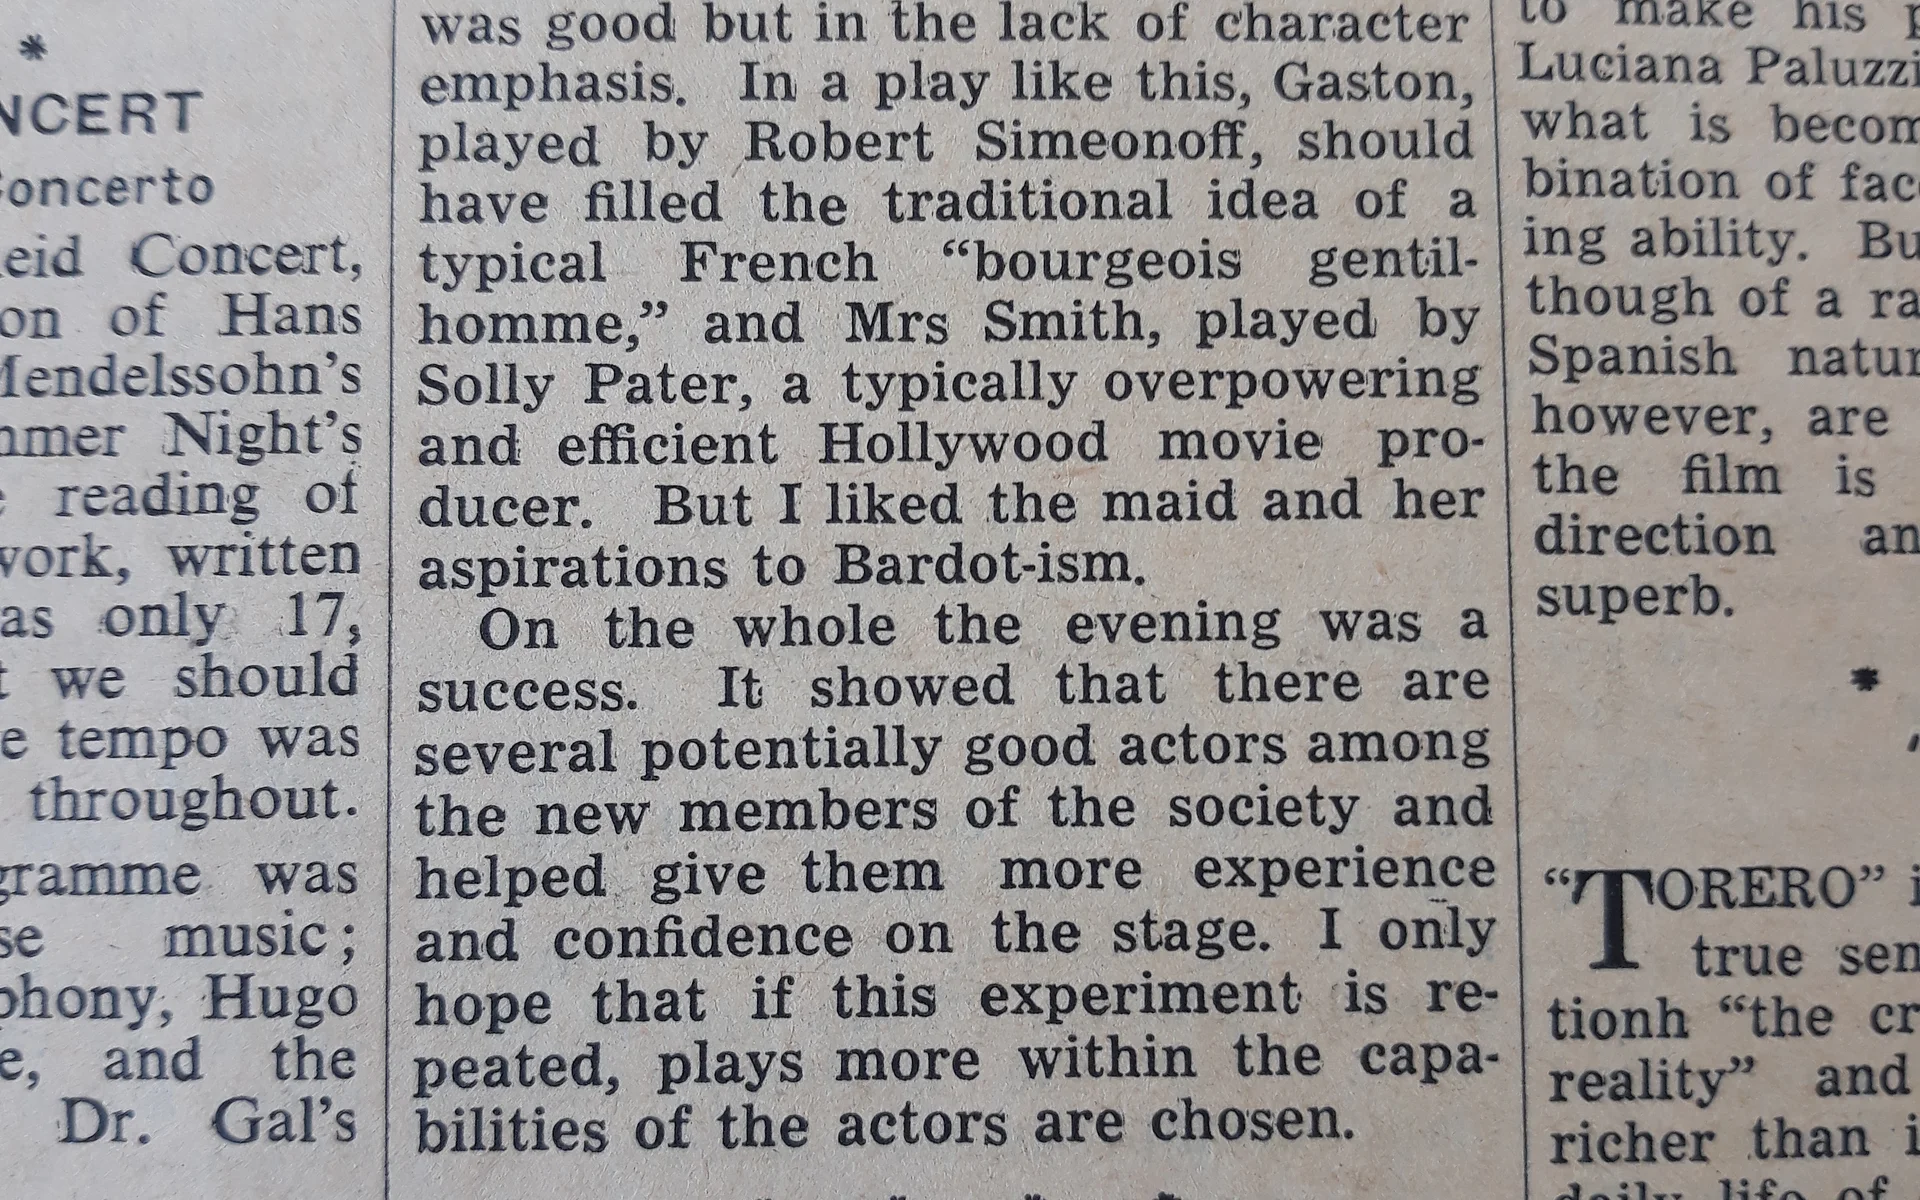 *
NCERT
oncerto
eid Concert,
on of Hans
Mendelssohn's
mmer Night's
reading of
work, written
as only 17,
t we should
e tempo was
throughout.
gramme was
se music;
phony, Hugo
e, and the
Dr. Gal's
was good but in the lack of character
emphasis. In a play like this, Gaston,
played by Robert Simeonoff, should
have filled the traditional idea of a
typical French “bourgeois gentil-
homme,” and Mrs Smith, played by
Solly Pater, a typically overpowering
and efficient Hollywood movie pro-
ducer. But I liked the maid and her
aspirations to Bardot-ism.
On the whole the evening was a
success. It showed that there are
several potentially good actors among
the new members of the society and
helped give them more experience
and confidence on the stage. I only
hope that if this experiment is re-
peated, plays more within the capa-
bilities of the actors are chosen.
to make his p
Luciana Paluzzi
what is becom
bination of fac
ing ability. Bu
though of a ra
Spanish natur
however, are
the film is
direction an
superb.
*
“TORERO” i
true sen
tionh “the cr
reality” and
richer than i
daily life of